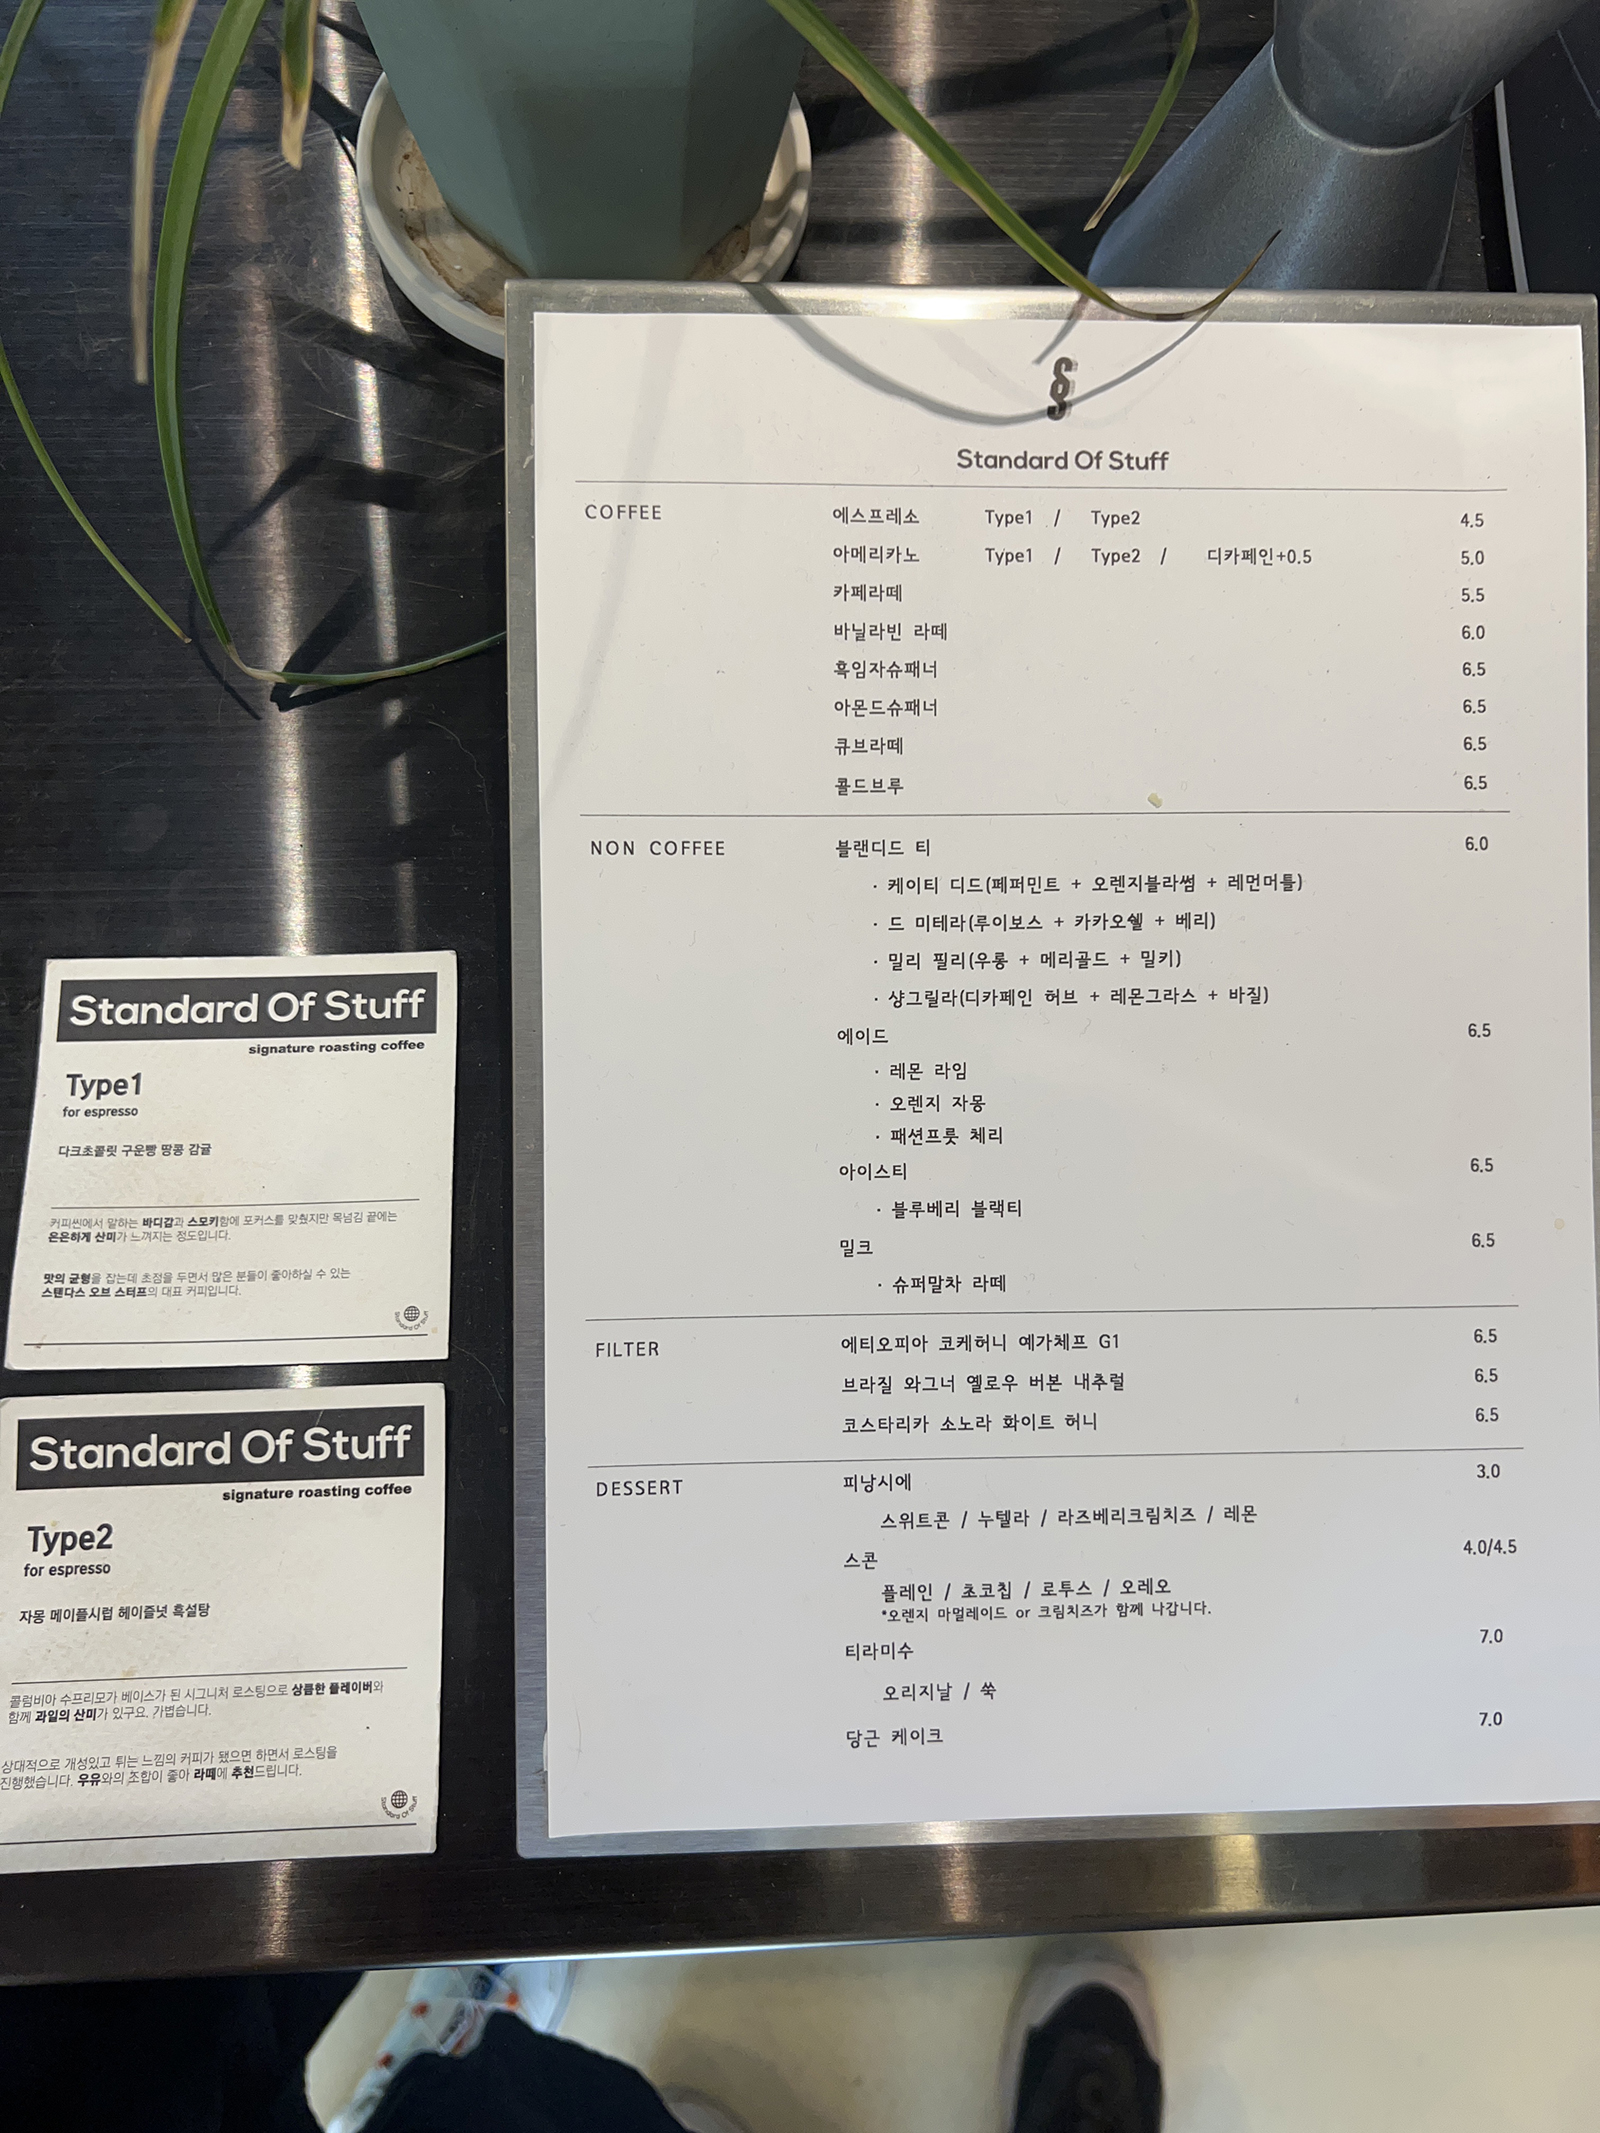 Standard Of Stuff
COFFEE
에스프레소 Type1 / Type2 4.5
아메리카노 Type1 / Type2 / 디카페인+0.5 5.0
카페라떼 5.5
바닐라빈 라떼 6.0
흑임자슈패너 6.5
아몬드슈패너 6.5
큐브라떼 6.5
콜드브루 6.5
NON COFFEE
블랜디드 티 6.0
· 케이티 디드(페퍼민트 + 오렌지블라썸 + 레먼머틀)
· 드 미테라(루이보스 + 카카오쉘 + 베리)
· 밀리 필리(우롱 + 메리골드 + 밀키)
· 샹그릴라(디카페인 허브 + 레몬그라스 + 바질)
에이드 6.5
· 레몬 라임
· 오렌지 자몽
· 패션프룻 체리
아이스티 6.5
· 블루베리 블랙티
밀크 6.5
· 슈퍼말차 라떼
FILTER
에티오피아 코케허니 예가체프 G1 6.5
브라질 와그너 옐로우 버본 내추럴 6.5
코스타리카 소노라 화이트 허니 6.5
DESSERT
피낭시에 3.0
스위트콘 / 누텔라 / 라즈베리크림치즈 / 레몬
스콘 4.0/4.5
플레인 / 초코칩 / 로투스 / 오레오
*오렌지 마멀레이드 or 크림치즈가 함께 나갑니다.
티라미수 7.0
오리지날 / 쑥
당근 케이크 7.0
Standard Of Stuff
signature roasting coffee
Type1
for espresso
다크초콜릿 구운빵 땅콩 감귤
커피씬에서 말하는 바디감과 스모키함에 포커스를 맞췄지만 목넘김 끝에는
은은하게 산미가 느껴지는 정도입니다.
맛의 균형을 잡는데 초점을 두면서 많은 분들이 좋아하실 수 있는
스탠다스 오브 스터프의 대표 커피입니다.
Standard Of Stuff
Standard Of Stuff
signature roasting coffee
Type2
for espresso
자몽 메이플시럽 헤이즐넛 흑설탕
콜럼비아 수프리모가 베이스가 된 시그니처 로스팅으로 상큼한 플레이버와
함께 과일의 산미가 있구요. 가볍습니다.
상대적으로 개성있고 튀는 느낌의 커피가 됐으면 하면서 로스팅을
진행했습니다. 우유와의 조합이 좋아 라떼에 추천드립니다.
Standard Of Stuff